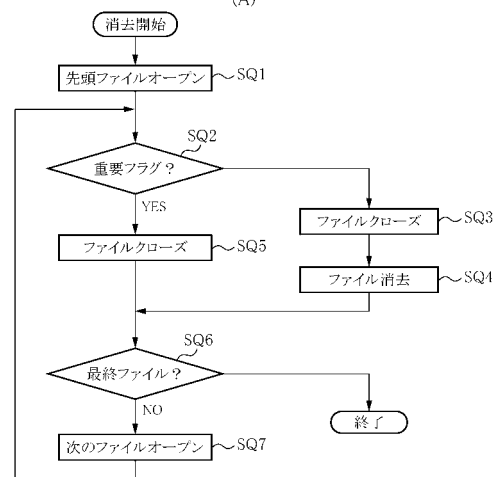 (A)
消去開始
先頭ファイルオープン
SQ1
SQ2
重要フラグ?
YES
ファイルクローズ
SQ3
ファイルクローズ
SQ5
ファイル消去
SQ4
SQ6
最終ファイル?
NO
終了
次のファイルオープン
SQ7